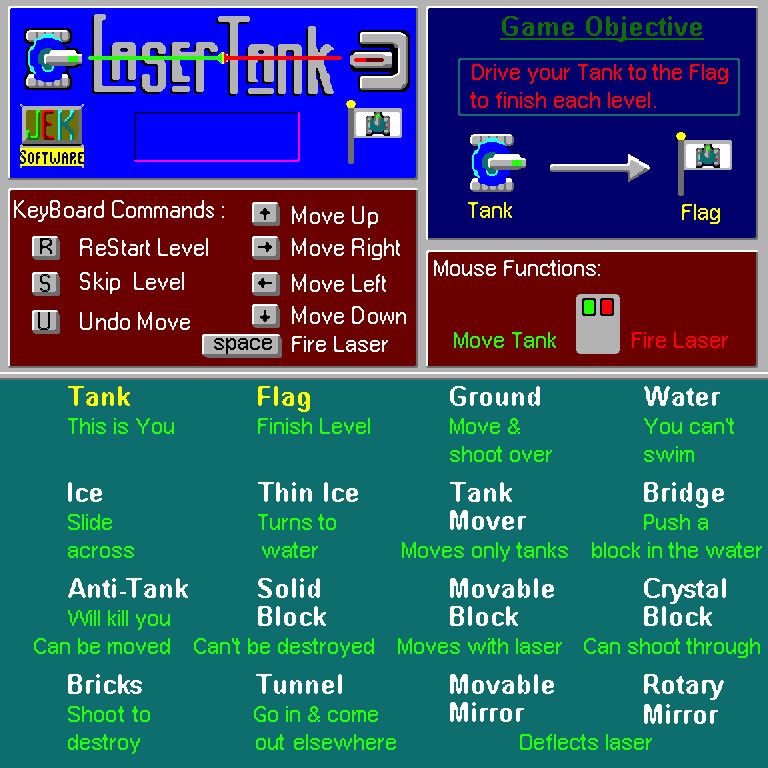 LaserTank
JEK
SOFTWARE
Game Objective
Drive your Tank to the Flag
to finish each level.
Tank
Flag
KeyBoard Commands :
R ReStart Level
S Skip Level
U Undo Move
Move Up
Move Right
Move Left
Move Down
space Fire Laser
Mouse Functions:
Move Tank
Fire Laser
Tank
This is You
Flag
Finish Level
Ground
Move &
shoot over
Water
You can't
swim
Ice
Slide
across
Thin Ice
Turns to
water
Tank
Mover
Moves only tanks
Bridge
Push a
block in the water
Anti-Tank
Will kill you
Can be moved
Solid
Block
Can't be destroyed
Movable
Block
Moves with laser
Crystal
Block
Can shoot through
Bricks
Shoot to
destroy
Tunnel
Go in & come
out elsewhere
Movable
Mirror
Rotary
Mirror
Deflects laser